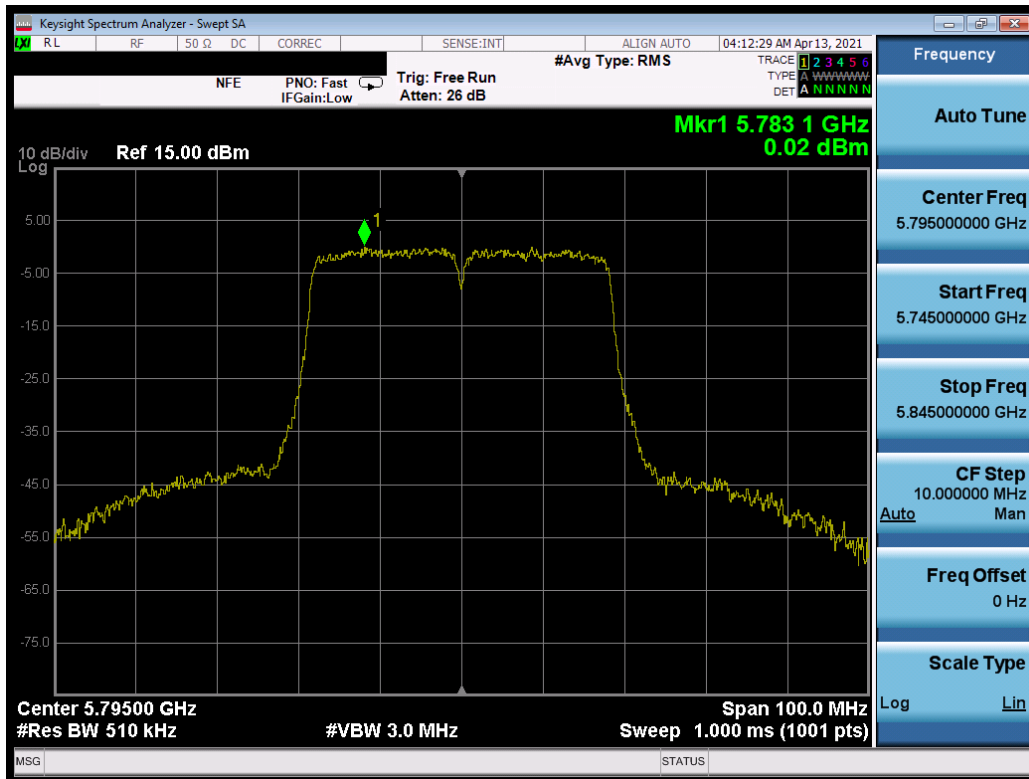 Keysight Spectrum Analyzer - Swept SA
LXI RL RF 50 Ω DC CORREC SENSE:INT ALIGN AUTO 04:12:29 AM Apr 13, 2021
NFE PNO: Fast IFGain:Low Trig: Free Run Atten: 26 dB #Avg Type: RMS
TRACE 1 2 3 4 5 6
TYPE A WWWWW
DET A N N N N N
Mkr1 5.783 1 GHz
0.02 dBm
10 dB/div Ref 15.00 dBm
Log
1
5.00
-5.00
-15.0
-25.0
-35.0
-45.0
-55.0
-65.0
-75.0
Center 5.79500 GHz Span 100.0 MHz
#Res BW 510 kHz #VBW 3.0 MHz Sweep 1.000 ms (1001 pts)
MSG STATUS
Frequency
Auto Tune
Center Freq
5.795000000 GHz
Start Freq
5.745000000 GHz
Stop Freq
5.845000000 GHz
CF Step
10.000000 MHz
Auto Man
Freq Offset
0 Hz
Scale Type
Log Lin